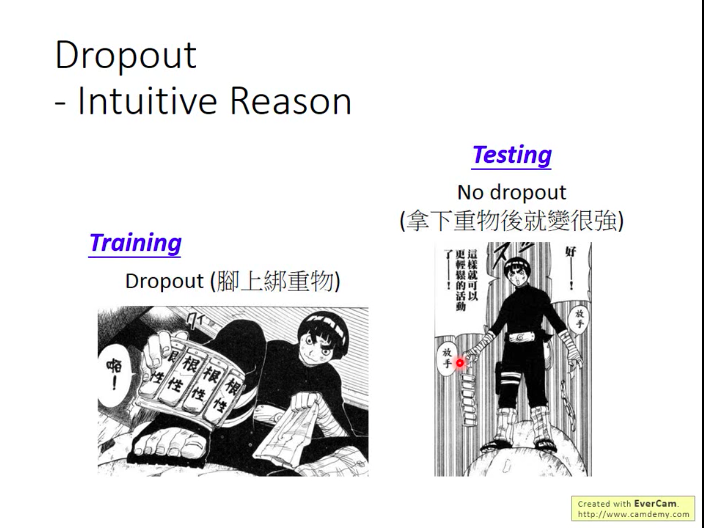 Dropout
- Intuitive Reason
Testing
No dropout
(拿下重物後就變很強)
Training
Dropout (腳上綁重物)
好——！
這樣就可以
更輕鬆的活動
了——！
放手
放手
啪！
根性
根性
根性
根性
Created with EverCam.
http://www.camdemy.com